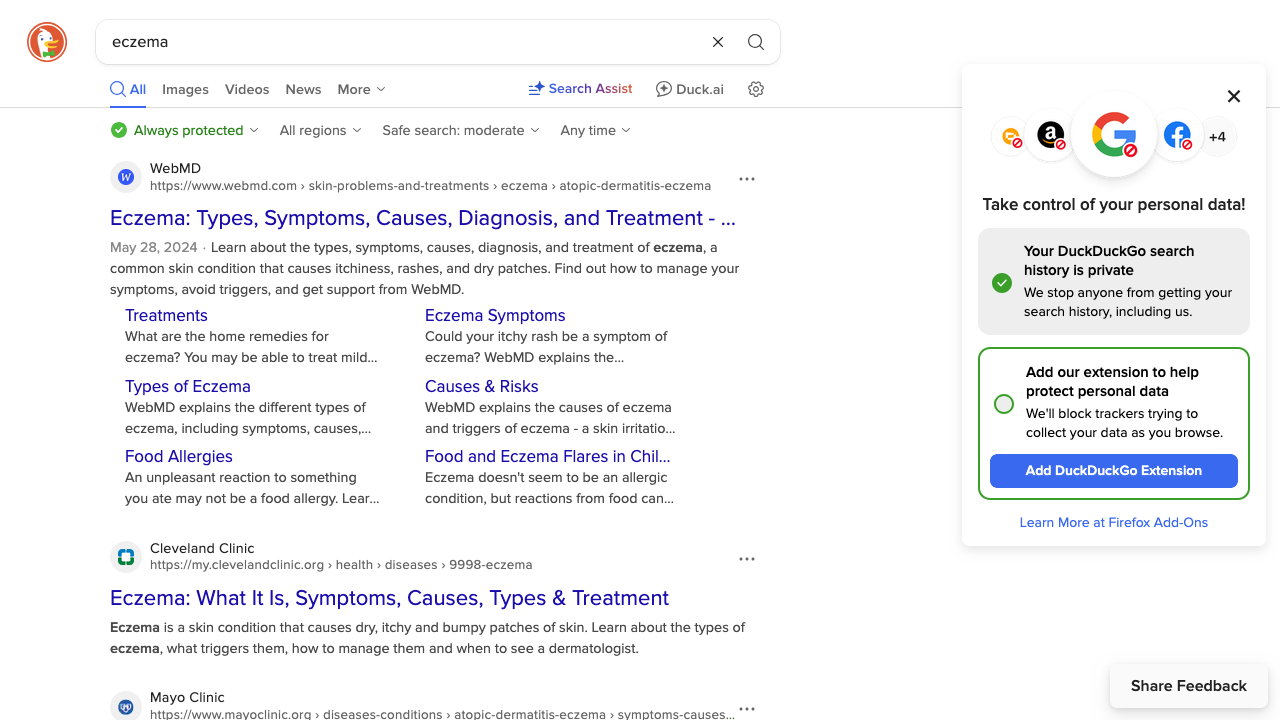 eczema
All
Images
Videos
News
More
Search Assist
Duck.ai
Always protected
All regions
Safe search: moderate
Any time
WebMD
https://www.webmd.com › skin-problems-and-treatments › eczema › atopic-dermatitis-eczema
Eczema: Types, Symptoms, Causes, Diagnosis, and Treatment - ...
May 28, 2024 · Learn about the types, symptoms, causes, diagnosis, and treatment of eczema, a
common skin condition that causes itchiness, rashes, and dry patches. Find out how to manage your
symptoms, avoid triggers, and get support from WebMD.
Treatments
What are the home remedies for
eczema? You may be able to treat mild...
Eczema Symptoms
Could your itchy rash be a symptom of
eczema? WebMD explains the...
Types of Eczema
WebMD explains the different types of
eczema, including symptoms, causes,...
Causes & Risks
WebMD explains the causes of eczema
and triggers of eczema - a skin irritatio...
Food Allergies
An unpleasant reaction to something
you ate may not be a food allergy. Lear...
Food and Eczema Flares in Chil...
Eczema doesn't seem to be an allergic
condition, but reactions from food can...
Cleveland Clinic
https://my.clevelandclinic.org › health › diseases › 9998-eczema
Eczema: What It Is, Symptoms, Causes, Types & Treatment
Eczema is a skin condition that causes dry, itchy and bumpy patches of skin. Learn about the types of
eczema, what triggers them, how to manage them and when to see a dermatologist.
Mayo Clinic
https://www.mayoclinic.org › diseases-conditions › atopic-dermatitis-eczema › symptoms-causes...
+4
Take control of your personal data!
Your DuckDuckGo search
history is private
We stop anyone from getting your
search history, including us.
Add our extension to help
protect personal data
We'll block trackers trying to
collect your data as you browse.
Add DuckDuckGo Extension
Learn More at Firefox Add-Ons
Share Feedback